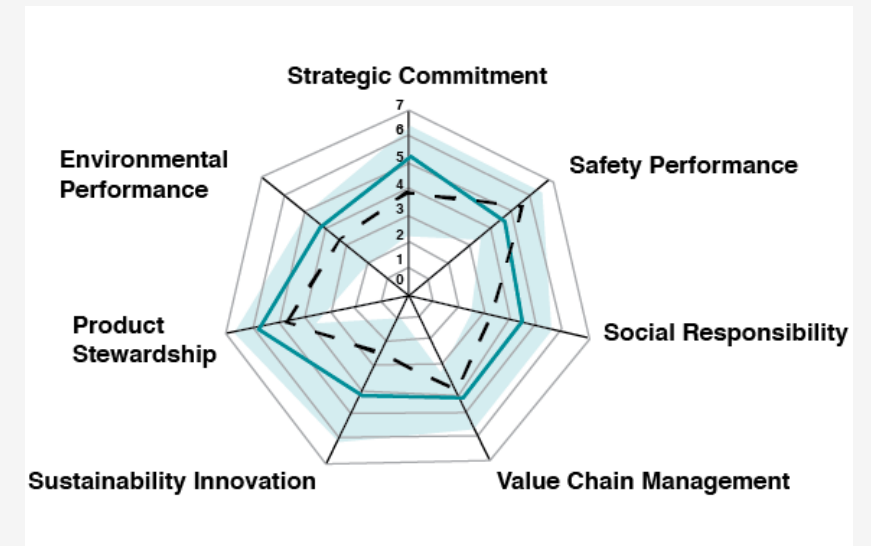 Strategic Commitment
7
6
5
4
3
2
1
0
Environmental
Performance
Safety Performance
Product
Stewardship
Social Responsibility
Sustainability Innovation
Value Chain Management